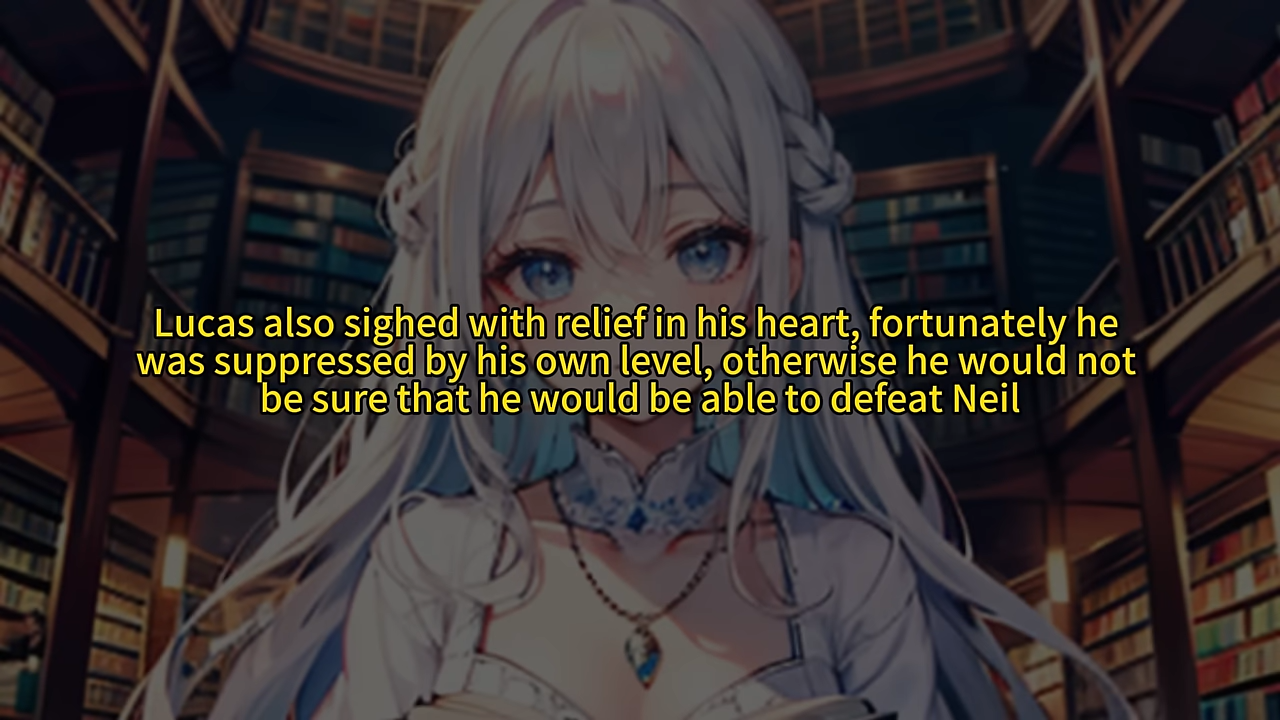 Lucas also sighed with relief in his heart, fortunately he
was suppressed by his own level, otherwise he would not
be sure that he would be able to defeat Neil